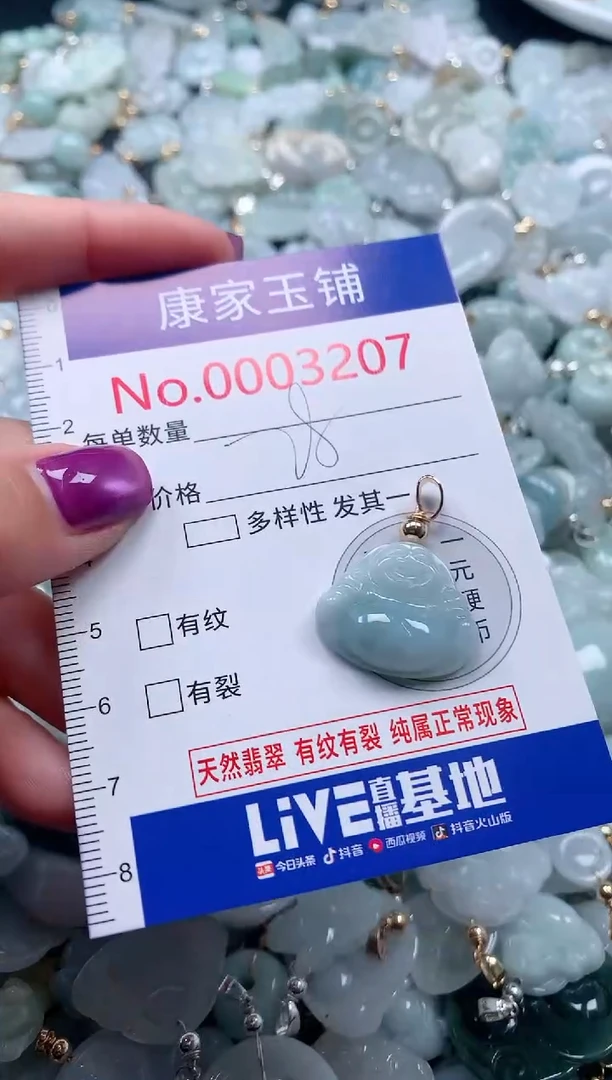 康家玉铺
No.0003207
每单数量
价格
多样性 发其一
一
元
硬
币
有纹
有裂
天然翡翠 有纹有裂 纯属正常现象
LiVE直播基地
头条 今日头条 抖音 西瓜视频 抖音火山版
1
2
5
6
7
8